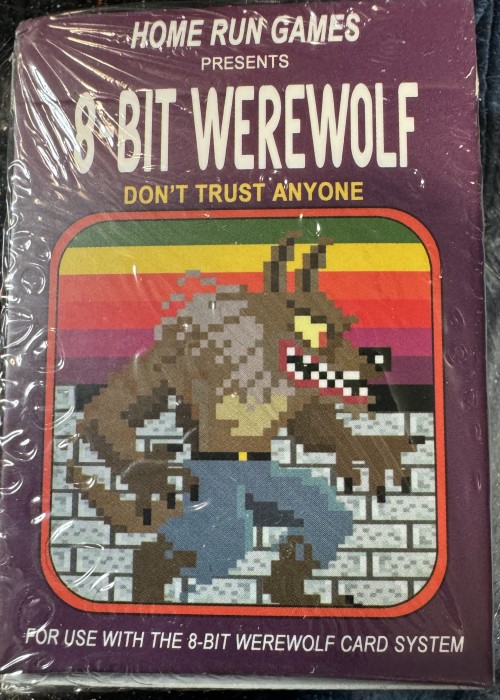 HOME RUN GAMES
PRESENTS
8-BIT WEREWOLF
DON'T TRUST ANYONE
FOR USE WITH THE 8-BIT WEREWOLF CARD SYSTEM